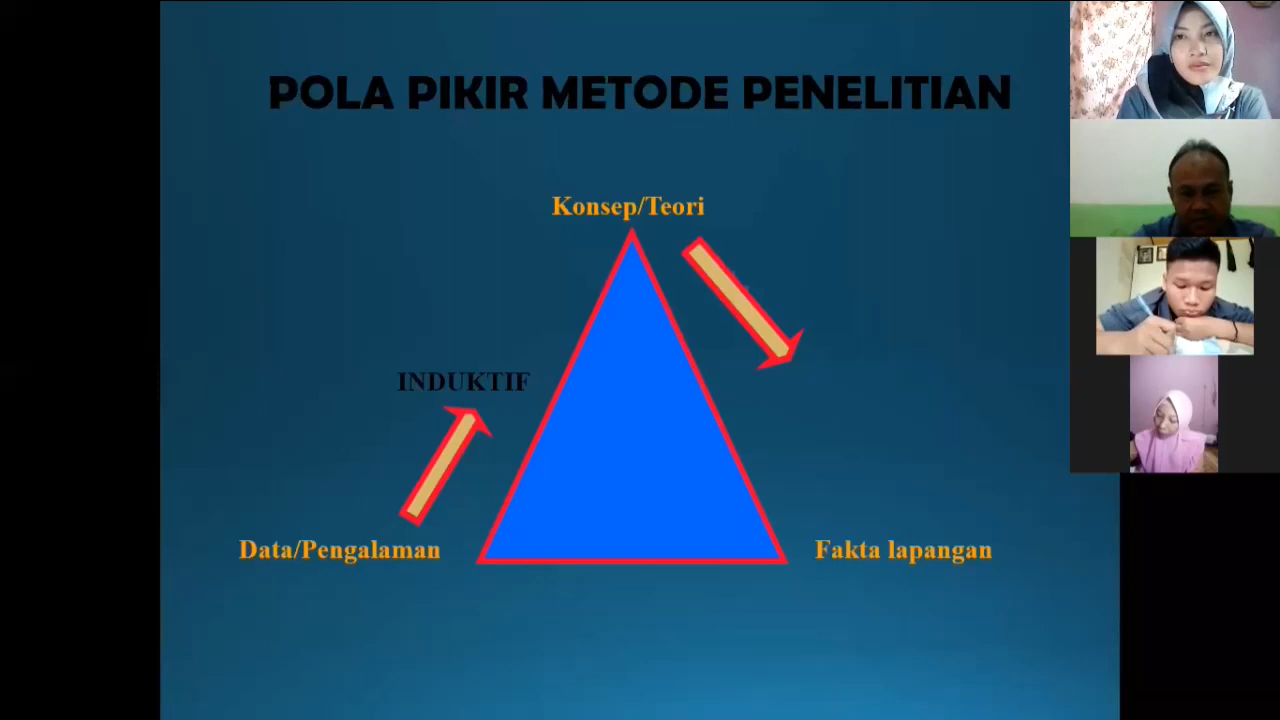 POLA PIKIR METODE PENELITIAN
Konsep/Teori
INDUKTIF
Data/Pengalaman
Fakta lapangan